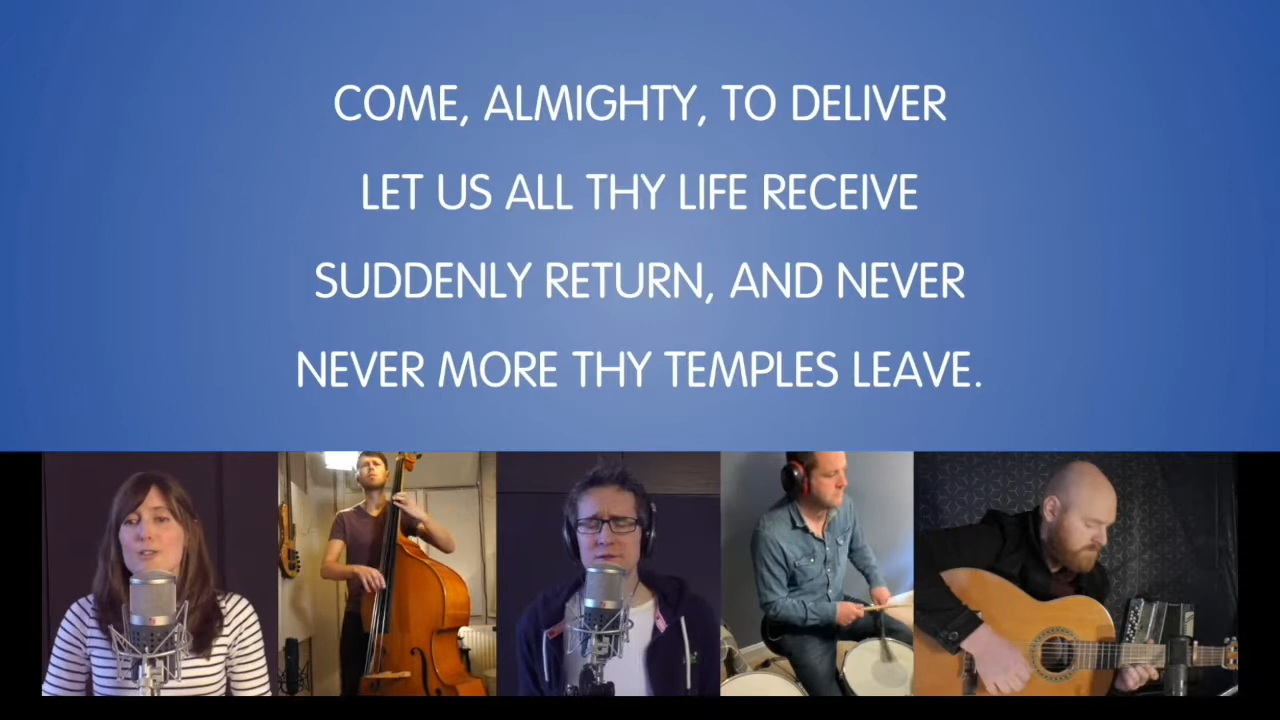 COME, ALMIGHTY, TO DELIVER
LET US ALL THY LIFE RECEIVE
SUDDENLY RETURN, AND NEVER
NEVER MORE THY TEMPLES LEAVE.